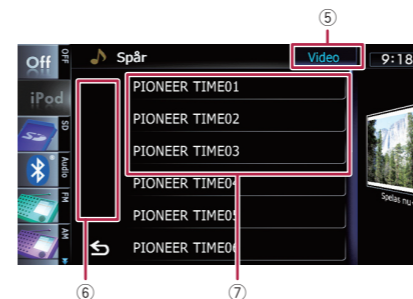 ⑤
Off OFF Spår Video 9:18
iPod
PIONEER TIME01
SD
PIONEER TIME02
Audio
PIONEER TIME03
FM
PIONEER TIME04
Spelas nu-
AM
PIONEER TIME05
PIONEER TIME06
⑥ ⑦